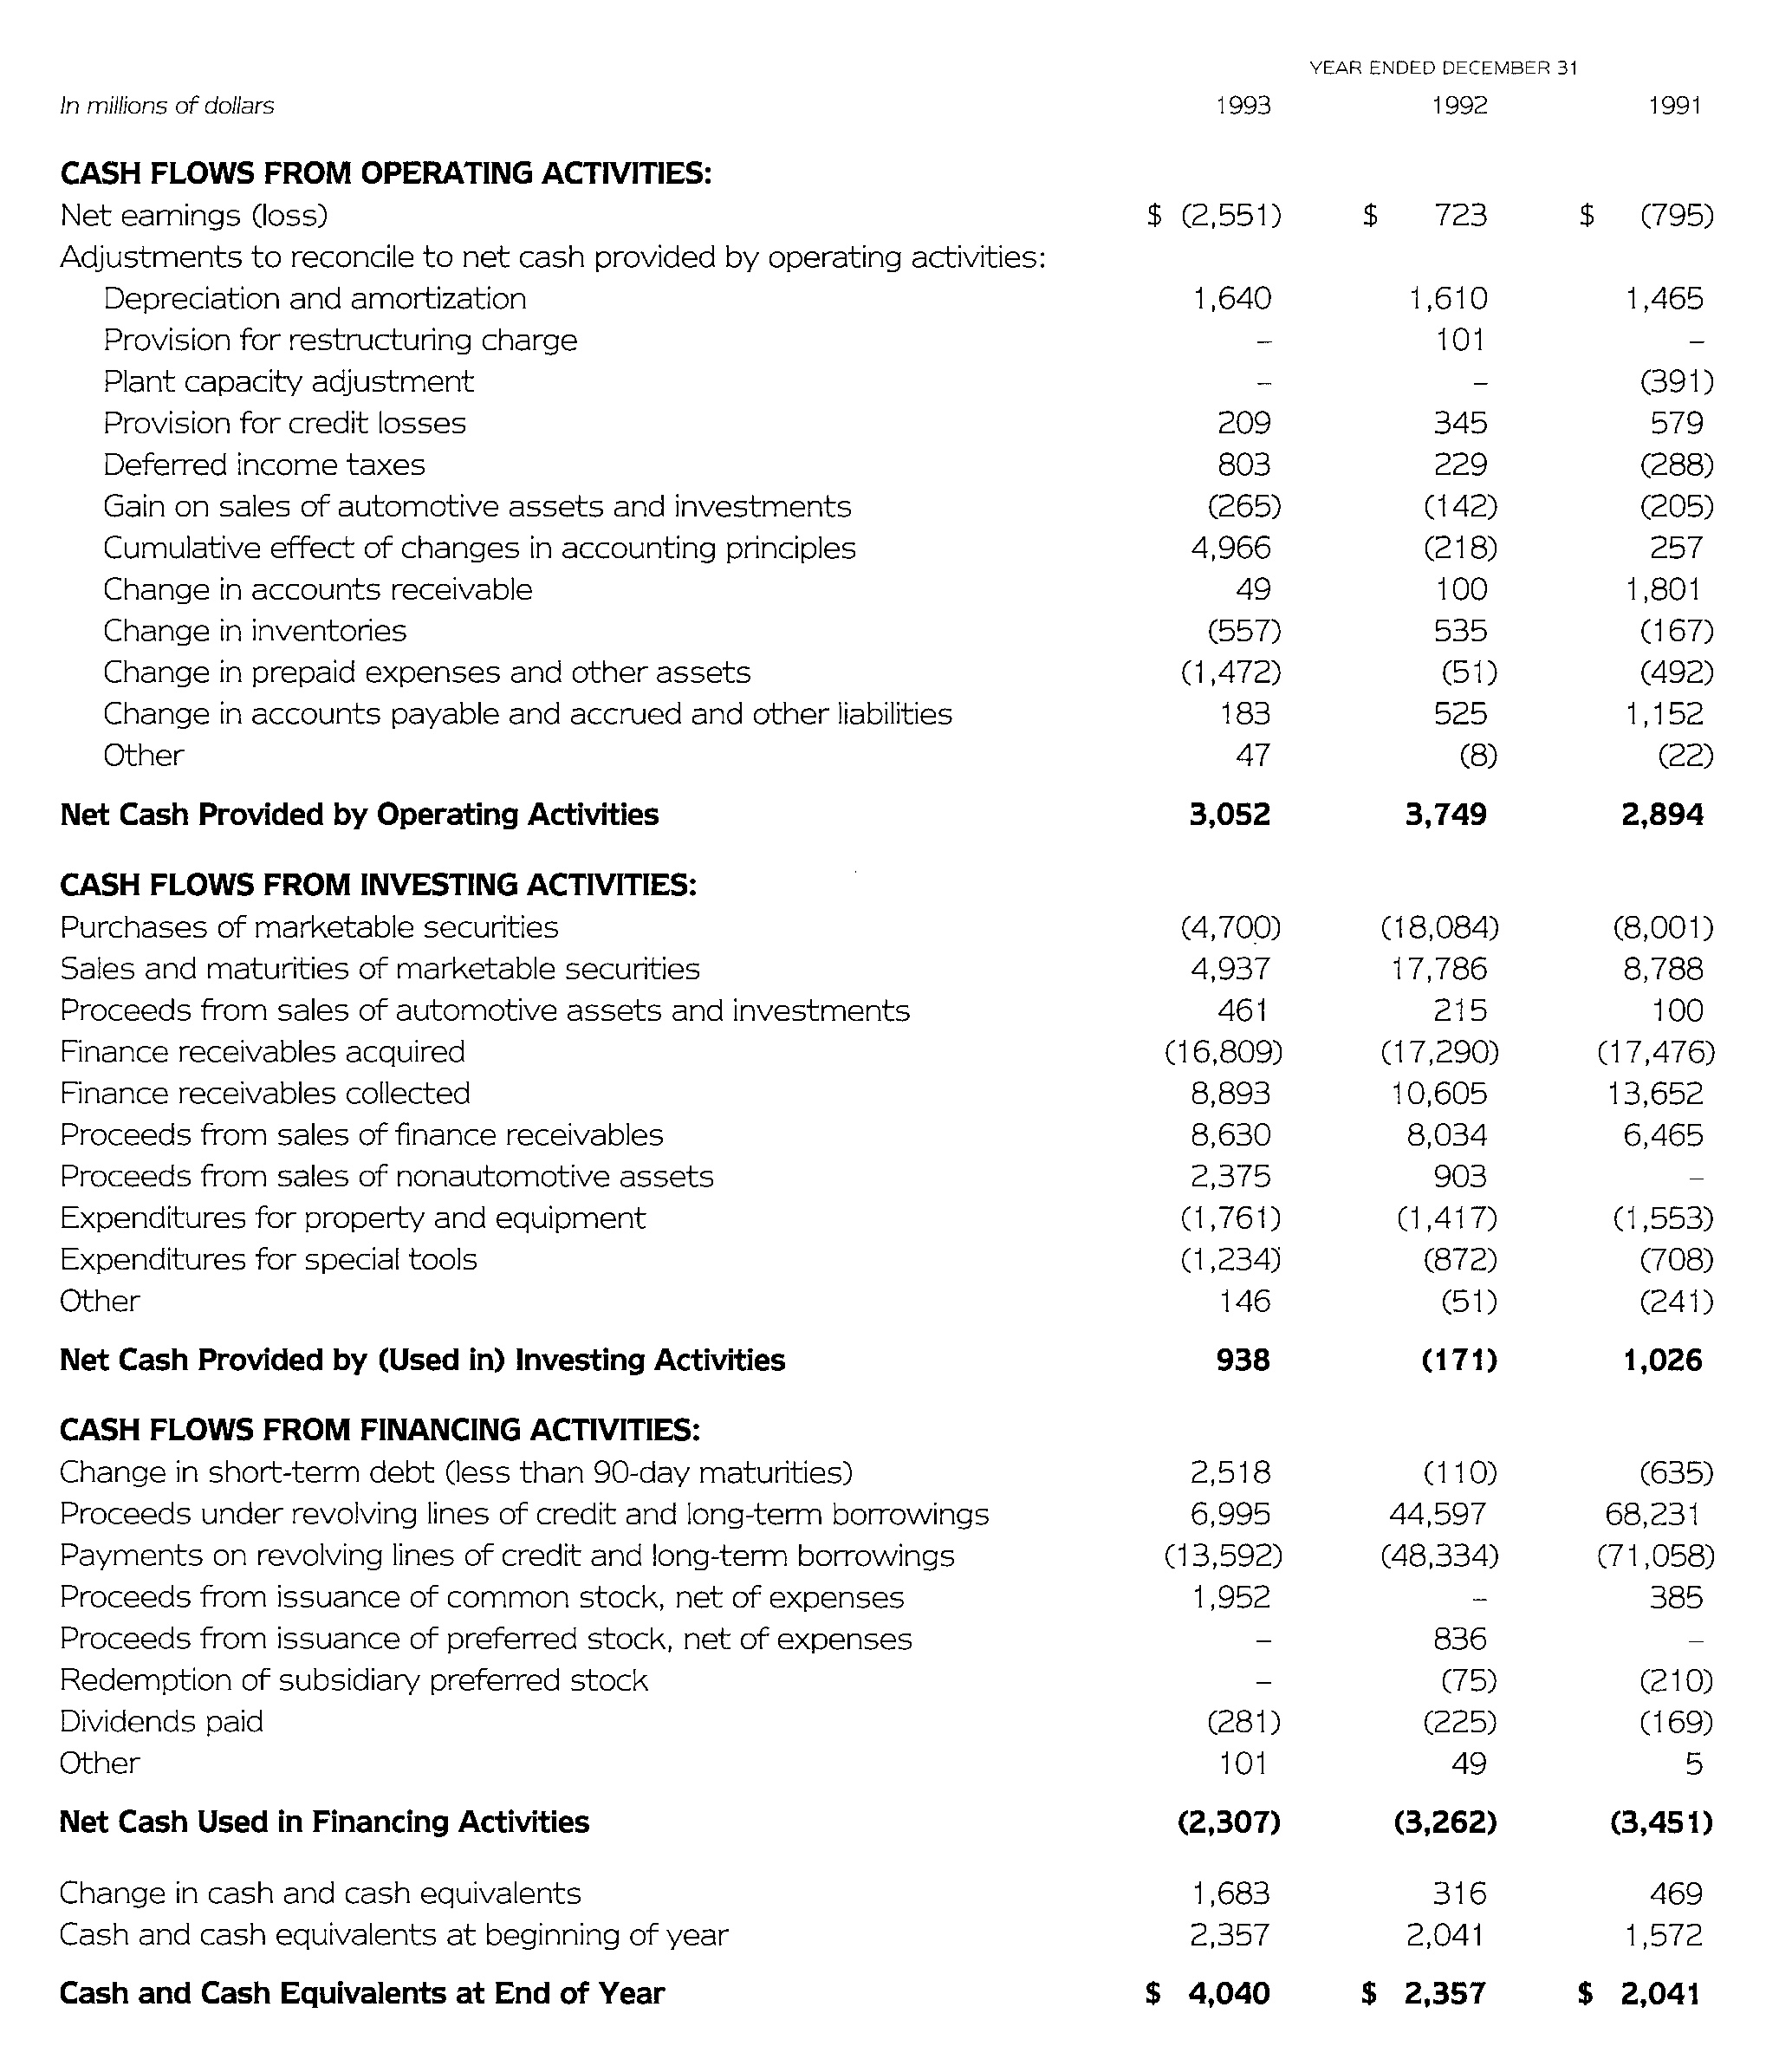 YEAR ENDED DECEMBER 31
In millions of dollars 1993 1992 1991
CASH FLOWS FROM OPERATING ACTIVITIES:
Net earnings (loss) $ (2,551) $ 723 $ (795)
Adjustments to reconcile to net cash provided by operating activities:
Depreciation and amortization 1,640 1,610 1,465
Provision for restructuring charge – 101 –
Plant capacity adjustment – – (391)
Provision for credit losses 209 345 579
Deferred income taxes 803 229 (288)
Gain on sales of automotive assets and investments (265) (142) (205)
Cumulative effect of changes in accounting principles 4,966 (218) 257
Change in accounts receivable 49 100 1,801
Change in inventories (557) 535 (167)
Change in prepaid expenses and other assets (1,472) (51) (492)
Change in accounts payable and accrued and other liabilities 183 525 1,152
Other 47 (8) (22)
Net Cash Provided by Operating Activities 3,052 3,749 2,894
CASH FLOWS FROM INVESTING ACTIVITIES:
Purchases of marketable securities (4,700) (18,084) (8,001)
Sales and maturities of marketable securities 4,937 17,786 8,788
Proceeds from sales of automotive assets and investments 461 215 100
Finance receivables acquired (16,809) (17,290) (17,476)
Finance receivables collected 8,893 10,605 13,652
Proceeds from sales of finance receivables 8,630 8,034 6,465
Proceeds from sales of nonautomotive assets 2,375 903 –
Expenditures for property and equipment (1,761) (1,417) (1,553)
Expenditures for special tools (1,234) (872) (708)
Other 146 (51) (241)
Net Cash Provided by (Used in) Investing Activities 938 (171) 1,026
CASH FLOWS FROM FINANCING ACTIVITIES:
Change in short-term debt (less than 90-day maturities) 2,518 (110) (635)
Proceeds under revolving lines of credit and long-term borrowings 6,995 44,597 68,231
Payments on revolving lines of credit and long-term borrowings (13,592) (48,334) (71,058)
Proceeds from issuance of common stock, net of expenses 1,952 – 385
Proceeds from issuance of preferred stock, net of expenses – 836 –
Redemption of subsidiary preferred stock – (75) (210)
Dividends paid (281) (225) (169)
Other 101 49 5
Net Cash Used in Financing Activities (2,307) (3,262) (3,451)
Change in cash and cash equivalents 1,683 316 469
Cash and cash equivalents at beginning of year 2,357 2,041 1,572
Cash and Cash Equivalents at End of Year $ 4,040 $ 2,357 $ 2,041